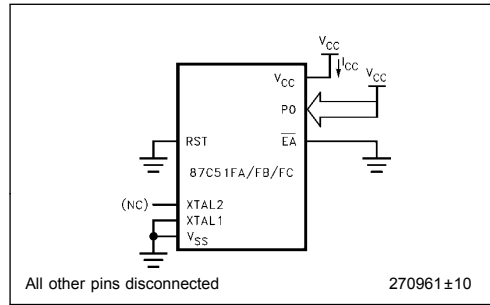 VCC
ICC
VCC
VCC
P0
RST
EA
87C51FA/FB/FC
(NC)
XTAL2
XTAL1
VSS
All other pins disconnected
270961±10